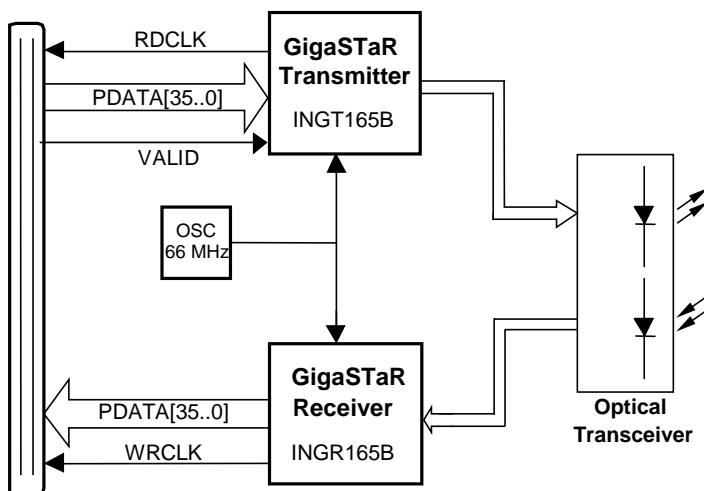 RDCLK
PDATA[35..0]
VALID
GigaSTaR
Transmitter
INGT165B
OSC
66 MHz
GigaSTaR
Receiver
INGR165B
PDATA[35..0]
WRCLK
Optical
Transceiver